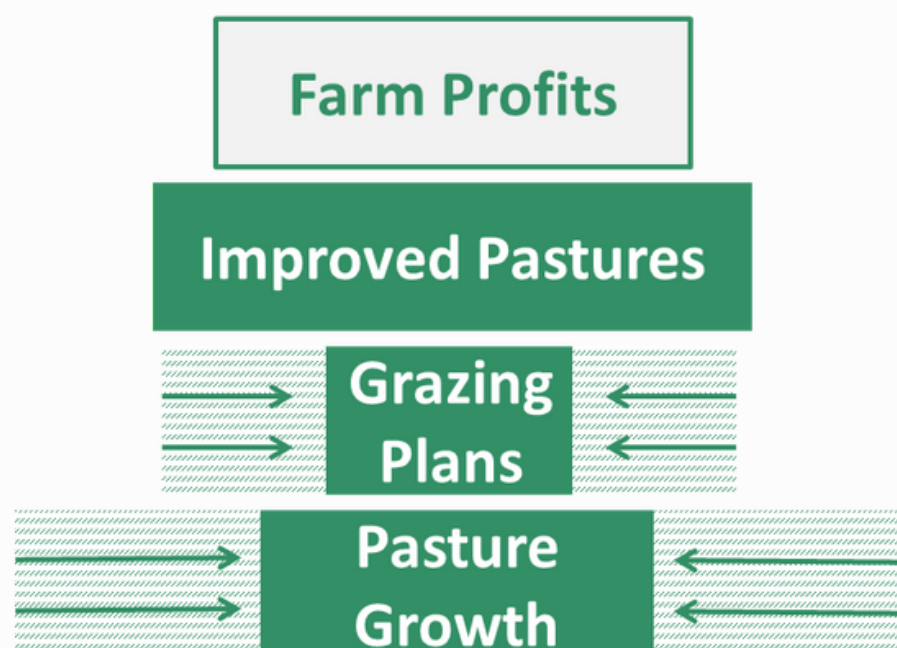 Farm Profits
Improved Pastures
Grazing
Plans
Pasture
Growth